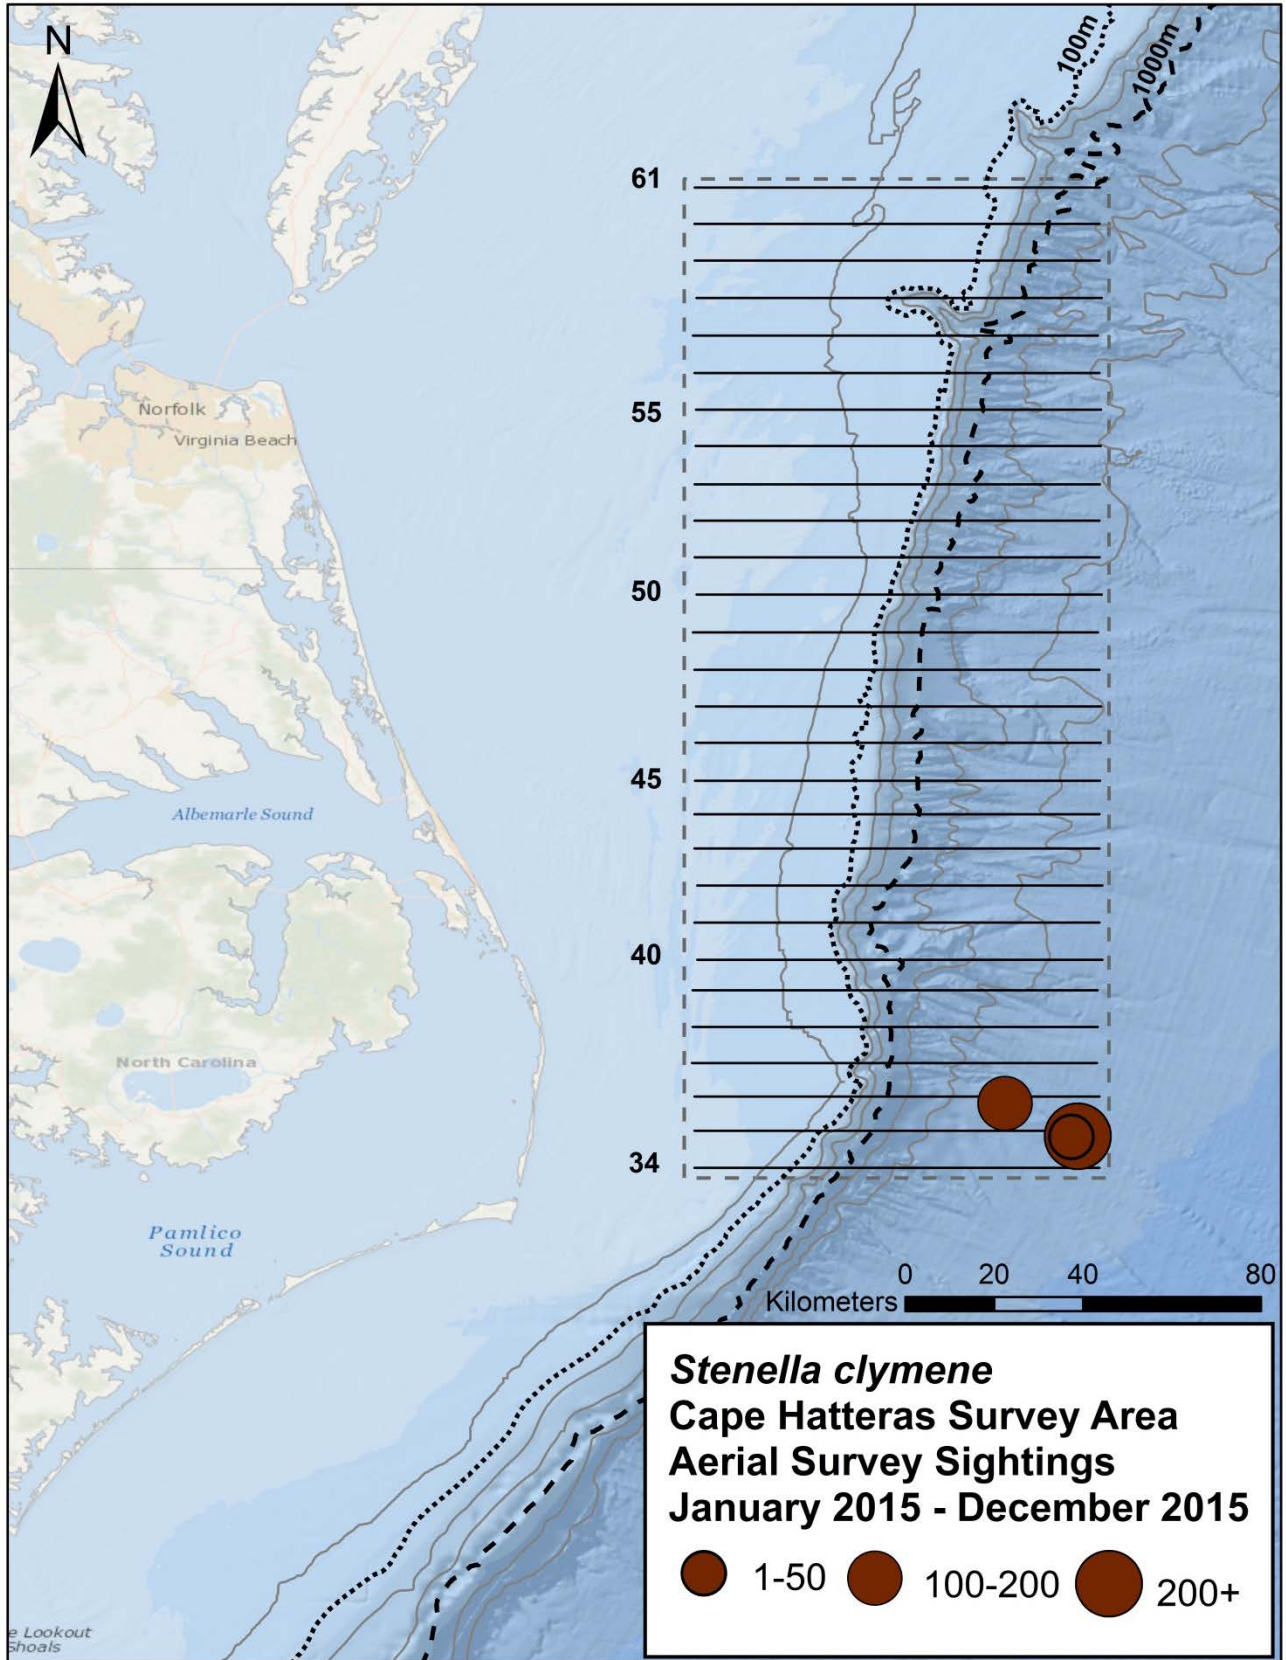 N
100m
1000m
61
Norfolk
Virginia Beach
55
50
45
Albemarle Sound
40
North Carolina
34
Pamlico
Sound
0 20 40 80
Kilometers
Stenella clymene
Cape Hatteras Survey Area
Aerial Survey Sightings
January 2015 - December 2015
1-50 100-200 200+
e Lookout
Shoals